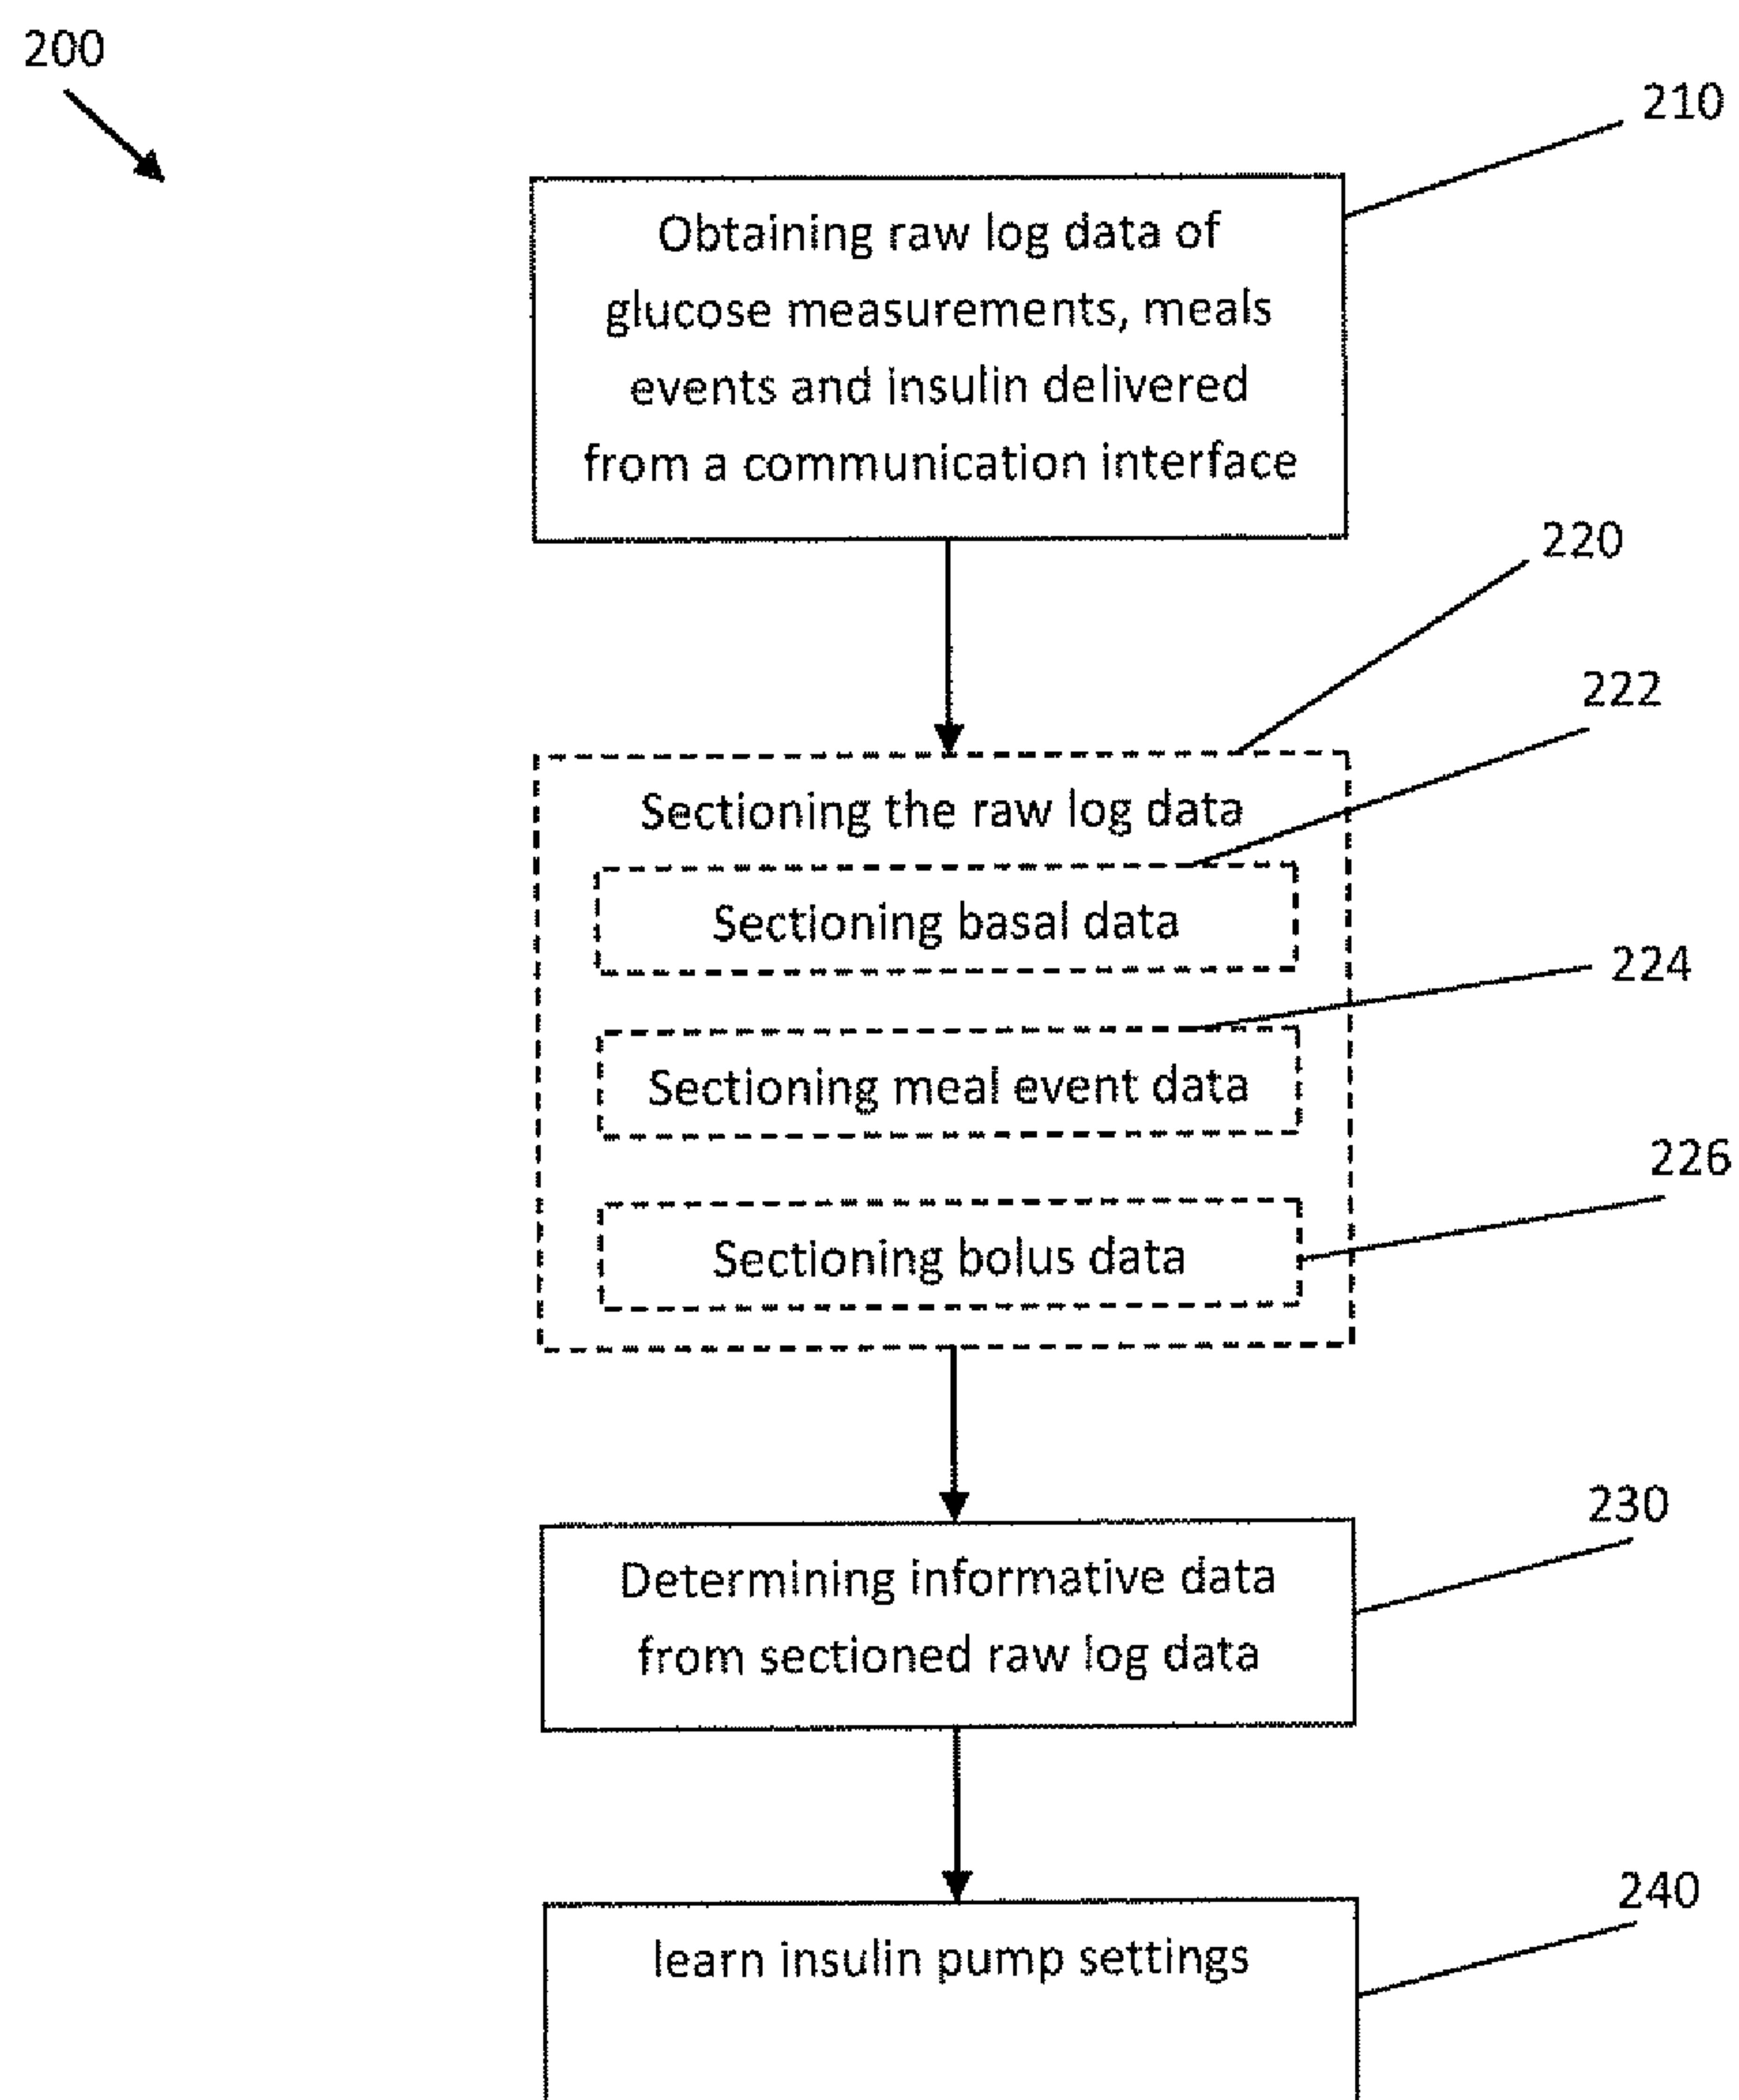 200
210
Obtaining raw log data of
glucose measurements, meals
events and insulin delivered
from a communication interface
220
222
Sectioning the raw log data
Sectioning basal data
224
Sectioning meal event data
226
Sectioning bolus data
230
Determining informative data
from sectioned raw log data
240
learn insulin pump settings